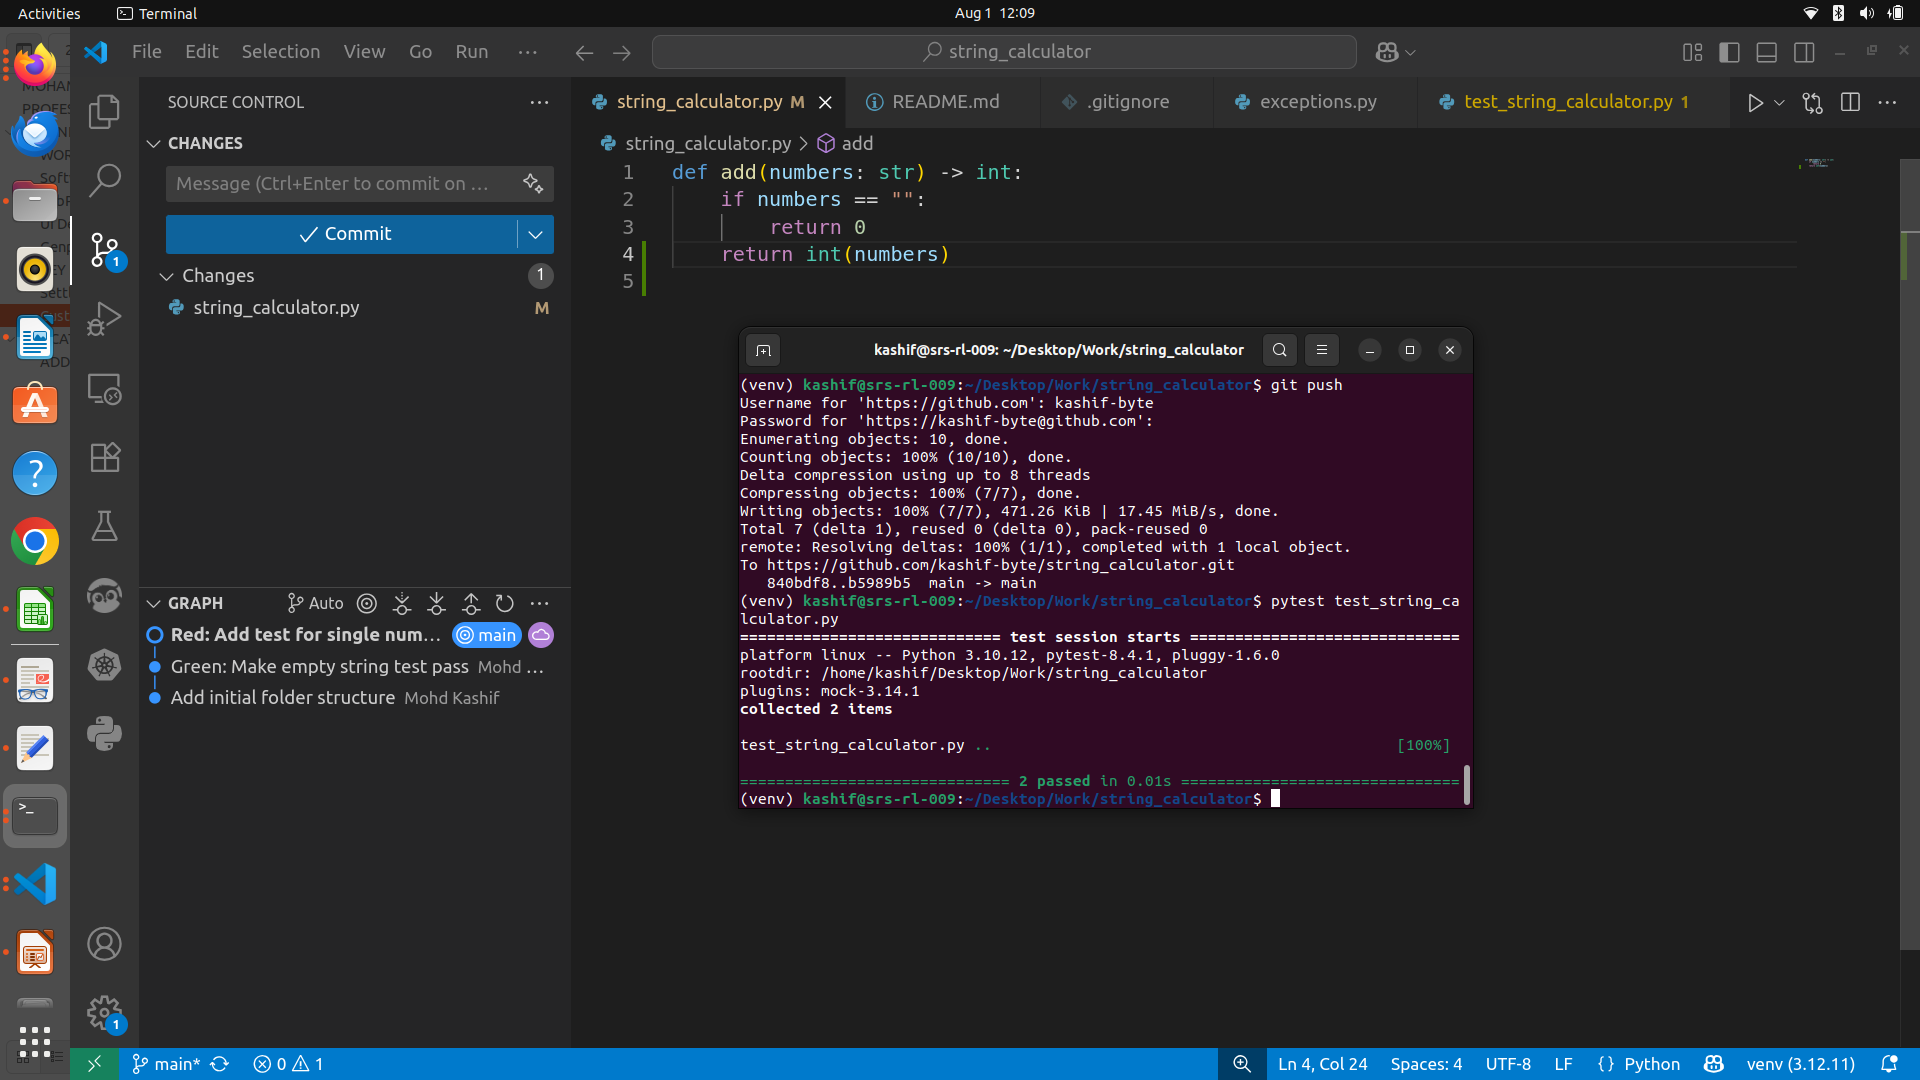 Activities
Terminal
Aug 1 12:09
File Edit Selection View Go Run ···
string_calculator
SOURCE CONTROL
CHANGES
Message (Ctrl+Enter to commit on ...
Commit
Changes 1
string_calculator.py M
GRAPH
Auto
Red: Add test for single num... main
Green: Make empty string test pass Mohd ...
Add initial folder structure Mohd Kashif
1
1
string_calculator.py M
README.md
.gitignore
exceptions.py
test_string_calculator.py 1
string_calculator.py > add
1 def add(numbers: str) -> int:
2 if numbers == "":
3 return 0
4 return int(numbers)
5
kashif@srs-rl-009: ~/Desktop/Work/string_calculator
(venv) kashif@srs-rl-009:~/Desktop/Work/string_calculator$ git push
Username for 'https://github.com': kashif-byte
Password for 'https://kashif-byte@github.com':
Enumerating objects: 10, done.
Counting objects: 100% (10/10), done.
Delta compression using up to 8 threads
Compressing objects: 100% (7/7), done.
Writing objects: 100% (7/7), 471.26 KiB | 17.45 MiB/s, done.
Total 7 (delta 1), reused 0 (delta 0), pack-reused 0
remote: Resolving deltas: 100% (1/1), completed with 1 local object.
To https://github.com/kashif-byte/string_calculator.git
840bdf8..b5989b5 main -> main
(venv) kashif@srs-rl-009:~/Desktop/Work/string_calculator$ pytest test_string_ca
lculator.py
============================= test session starts ==============================
platform linux -- Python 3.10.12, pytest-8.4.1, pluggy-1.6.0
rootdir: /home/kashif/Desktop/Work/string_calculator
plugins: mock-3.14.1
collected 2 items
test_string_calculator.py .. [100%]
============================== 2 passed in 0.01s ===============================
(venv) kashif@srs-rl-009:~/Desktop/Work/string_calculator$
main* 0 1
Ln 4, Col 24 Spaces: 4 UTF-8 LF {} Python venv (3.12.11)